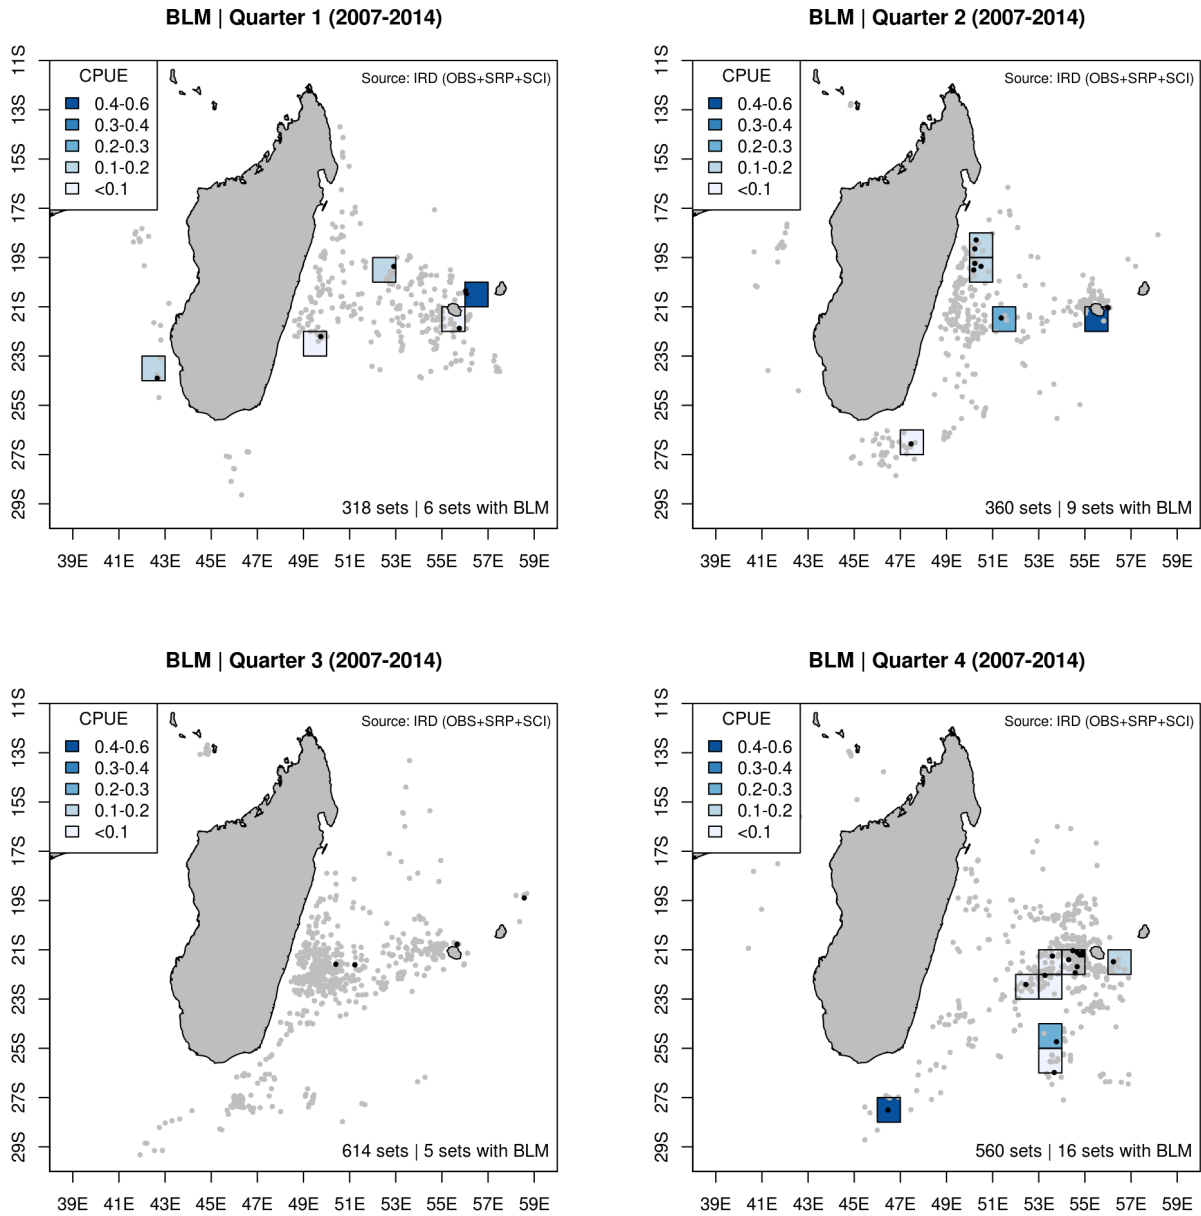 BLM | Quarter 1 (2007-2014)
11S
13S
15S
17S
19S
21S
23S
25S
27S
29S
CPUE
0.4-0.6
0.3-0.4
0.2-0.3
0.1-0.2
<0.1
Source: IRD (OBS+SRP+SCI)
318 sets | 6 sets with BLM
39E 41E 43E 45E 47E 49E 51E 53E 55E 57E 59E
BLM | Quarter 2 (2007-2014)
11S
13S
15S
17S
19S
21S
23S
25S
27S
29S
CPUE
0.4-0.6
0.3-0.4
0.2-0.3
0.1-0.2
<0.1
Source: IRD (OBS+SRP+SCI)
360 sets | 9 sets with BLM
39E 41E 43E 45E 47E 49E 51E 53E 55E 57E 59E
BLM | Quarter 3 (2007-2014)
11S
13S
15S
17S
19S
21S
23S
25S
27S
29S
CPUE
0.4-0.6
0.3-0.4
0.2-0.3
0.1-0.2
<0.1
Source: IRD (OBS+SRP+SCI)
614 sets | 5 sets with BLM
39E 41E 43E 45E 47E 49E 51E 53E 55E 57E 59E
BLM | Quarter 4 (2007-2014)
11S
13S
15S
17S
19S
21S
23S
25S
27S
29S
CPUE
0.4-0.6
0.3-0.4
0.2-0.3
0.1-0.2
<0.1
Source: IRD (OBS+SRP+SCI)
560 sets | 16 sets with BLM
39E 41E 43E 45E 47E 49E 51E 53E 55E 57E 59E